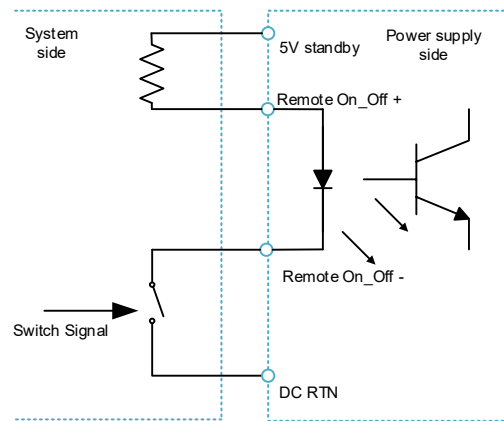 System
side
5V standby
Power supply
side
Remote On_Off +
Remote On_Off -
Switch Signal
DC RTN